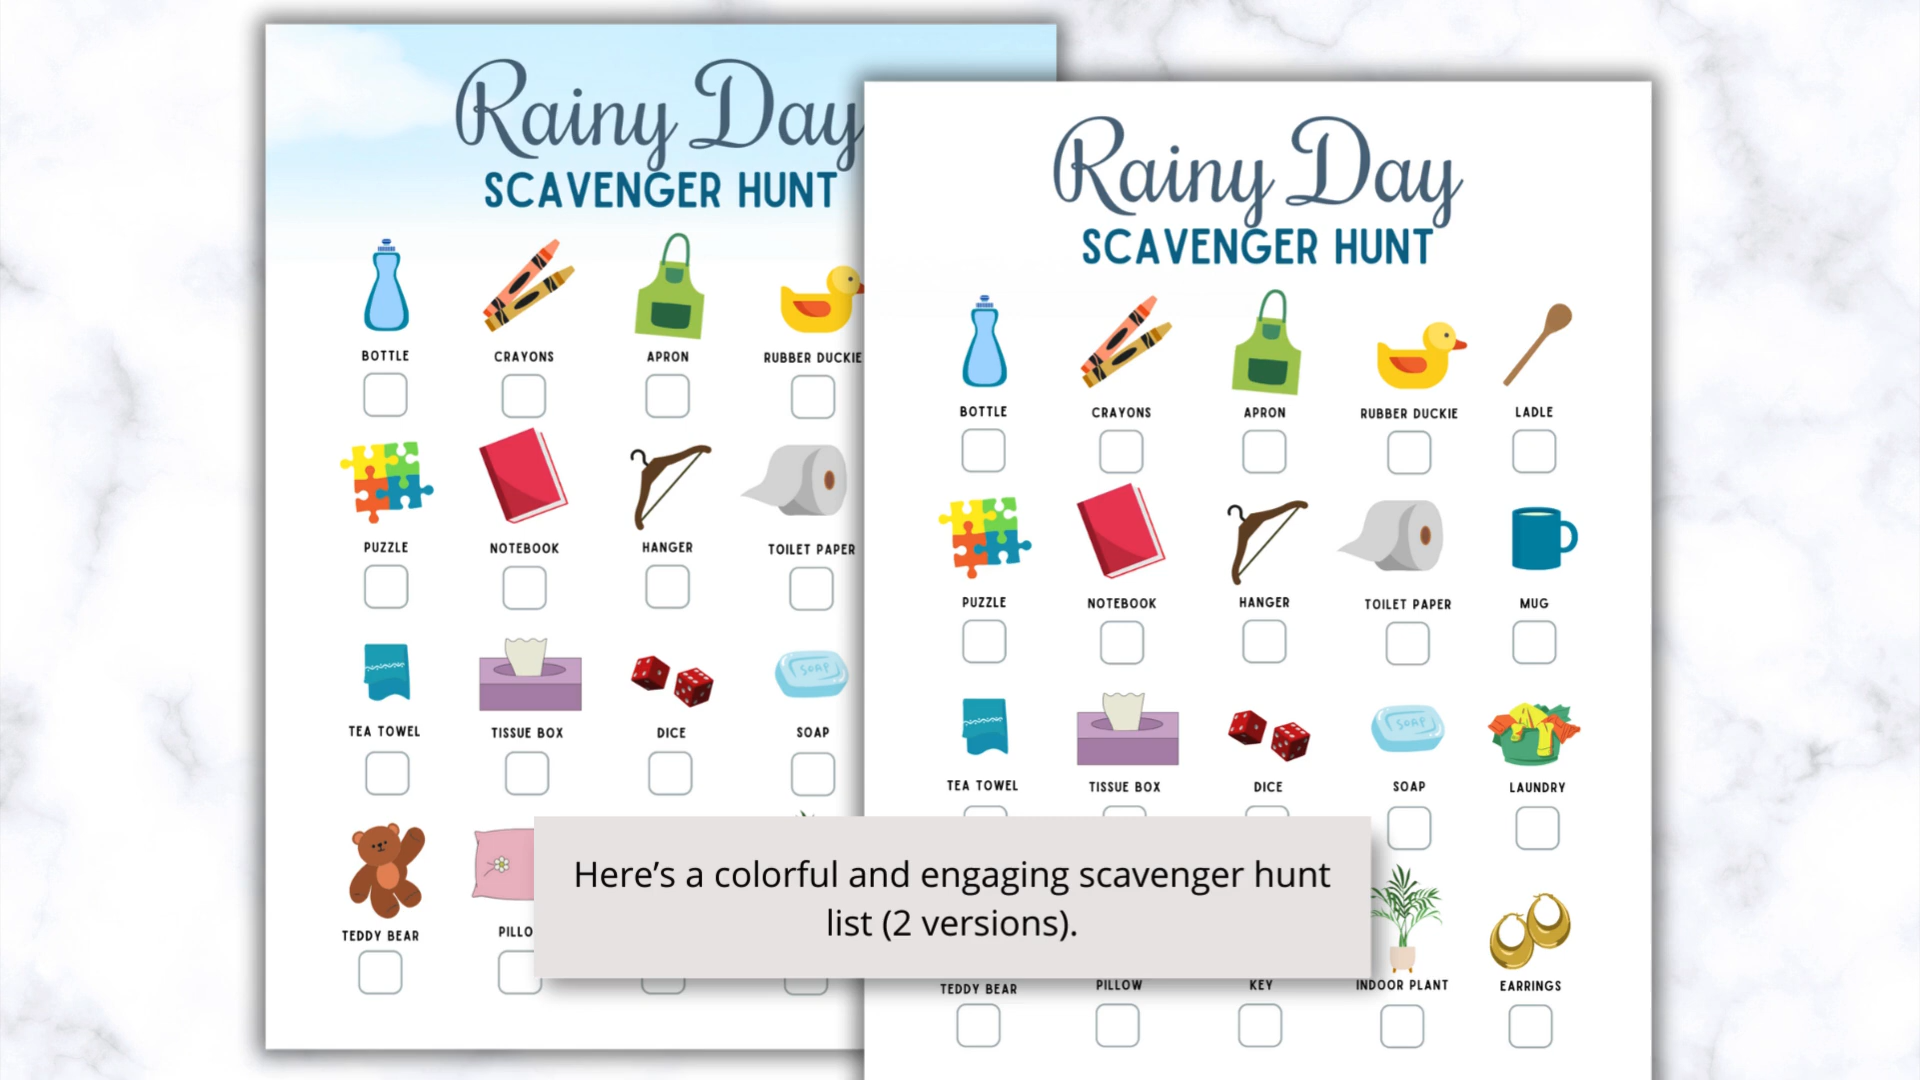 Rainy Day
SCAVENGER HUNT
BOTTLE
CRAYONS
APRON
RUBBER DUCKIE
PUZZLE
NOTEBOOK
HANGER
TOILET PAPER
TEA TOWEL
TISSUE BOX
DICE
SOAP
SOAP
TEDDY BEAR
PILLO
Rainy Day
SCAVENGER HUNT
BOTTLE
CRAYONS
APRON
RUBBER DUCKIE
LADLE
PUZZLE
NOTEBOOK
HANGER
TOILET PAPER
MUG
SOAP
TEA TOWEL
TISSUE BOX
DICE
SOAP
LAUNDRY
TEDDY BEAR
PILLOW
KEY
INDOOR PLANT
EARRINGS
Here's a colorful and engaging scavenger hunt
list (2 versions).